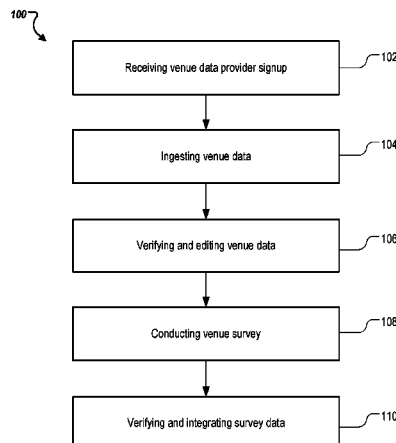 100
Receiving venue data provider signup
102
Ingesting venue data
104
Verifying and editing venue data
106
Conducting venue survey
108
Verifying and integrating survey data
110